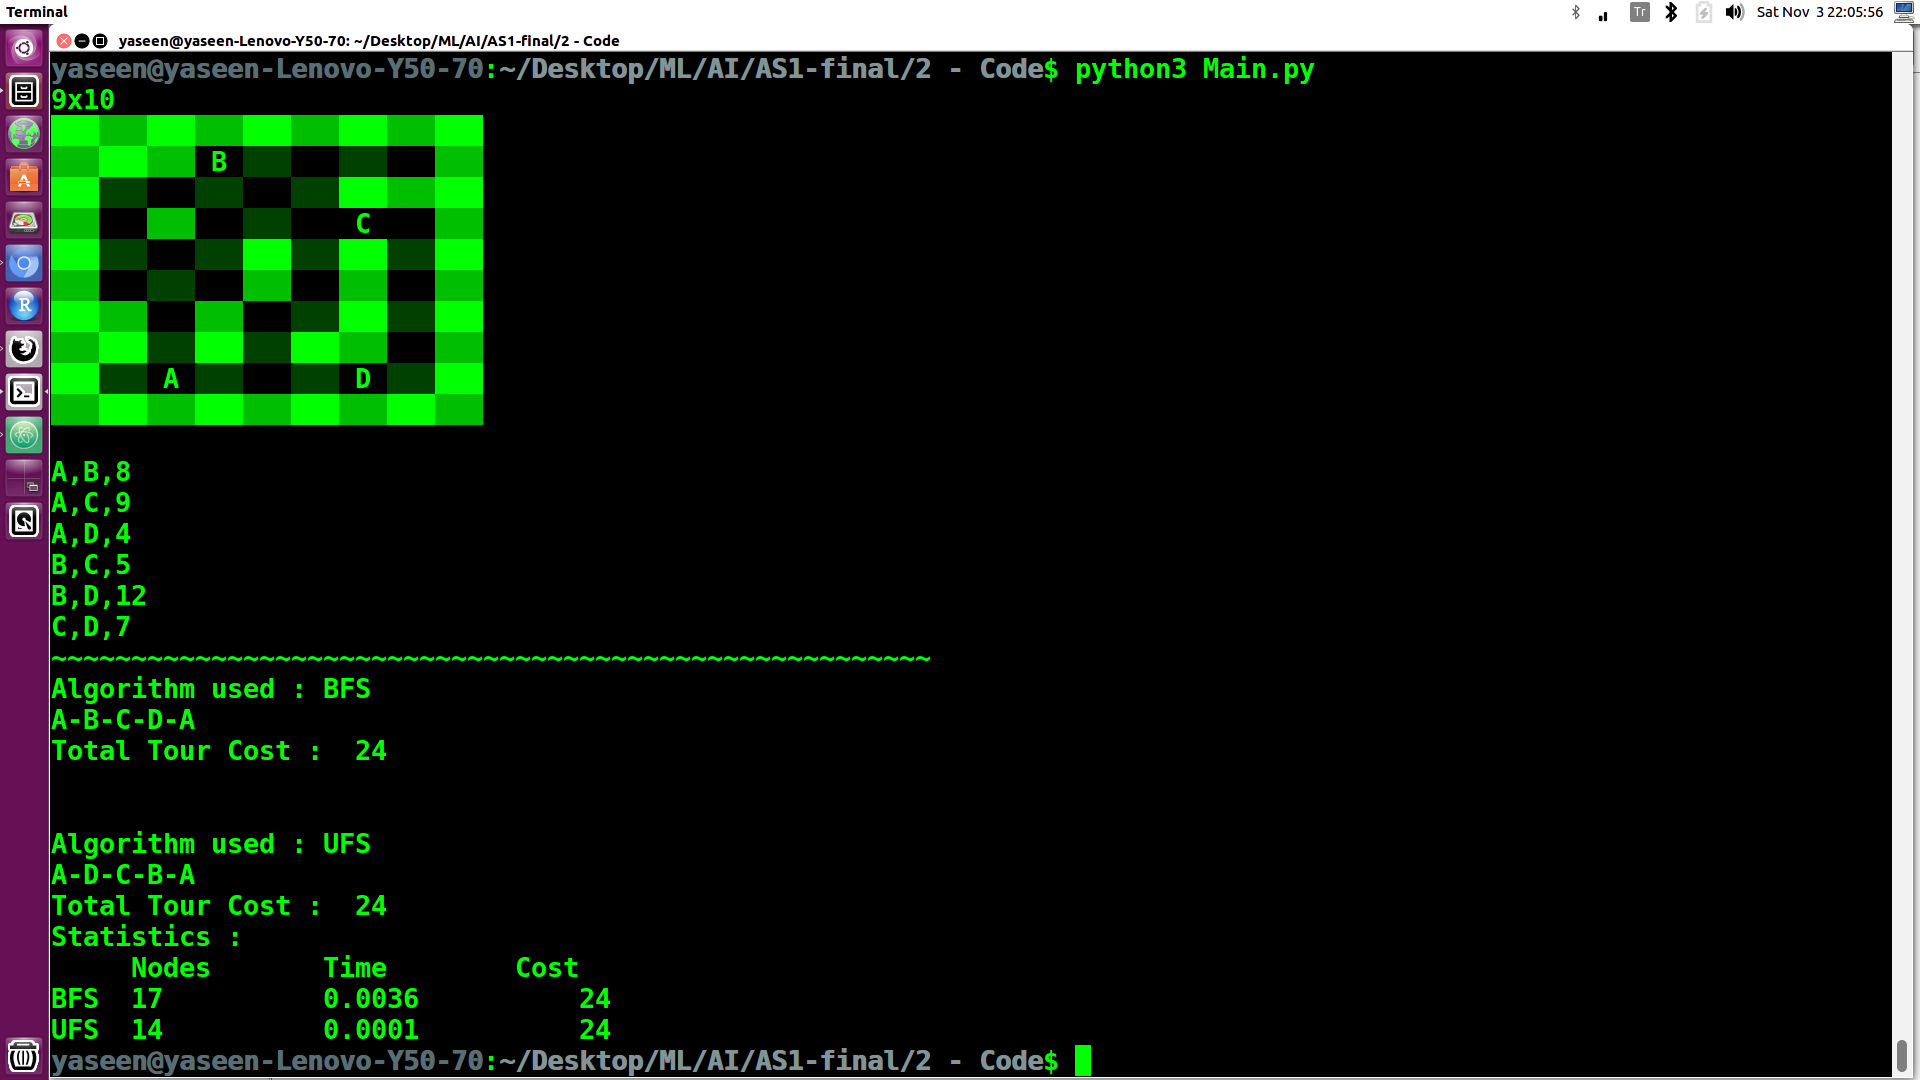 Terminal
Tr
Sat Nov 3 22:05:56
yaseen@yaseen-Lenovo-Y50-70: ~/Desktop/ML/AI/AS1-final/2 - Code
yaseen@yaseen-Lenovo-Y50-70:~/Desktop/ML/AI/AS1-final/2 - Code$ python3 Main.py
9x10
B
C
A D
A,B,8
A,C,9
A,D,4
B,C,5
B,D,12
C,D,7
~~~~~~~~~~~~~~~~~~~~~~~~~~~~~~~~~~~~~~~~~~~~~~~~~~~~~~~
Algorithm used : BFS
A-B-C-D-A
Total Tour Cost :  24
Algorithm used : UFS
A-D-C-B-A
Total Tour Cost :  24
Statistics :
Nodes Time Cost
BFS 17 0.0036 24
UFS 14 0.0001 24
yaseen@yaseen-Lenovo-Y50-70:~/Desktop/ML/AI/AS1-final/2 - Code$